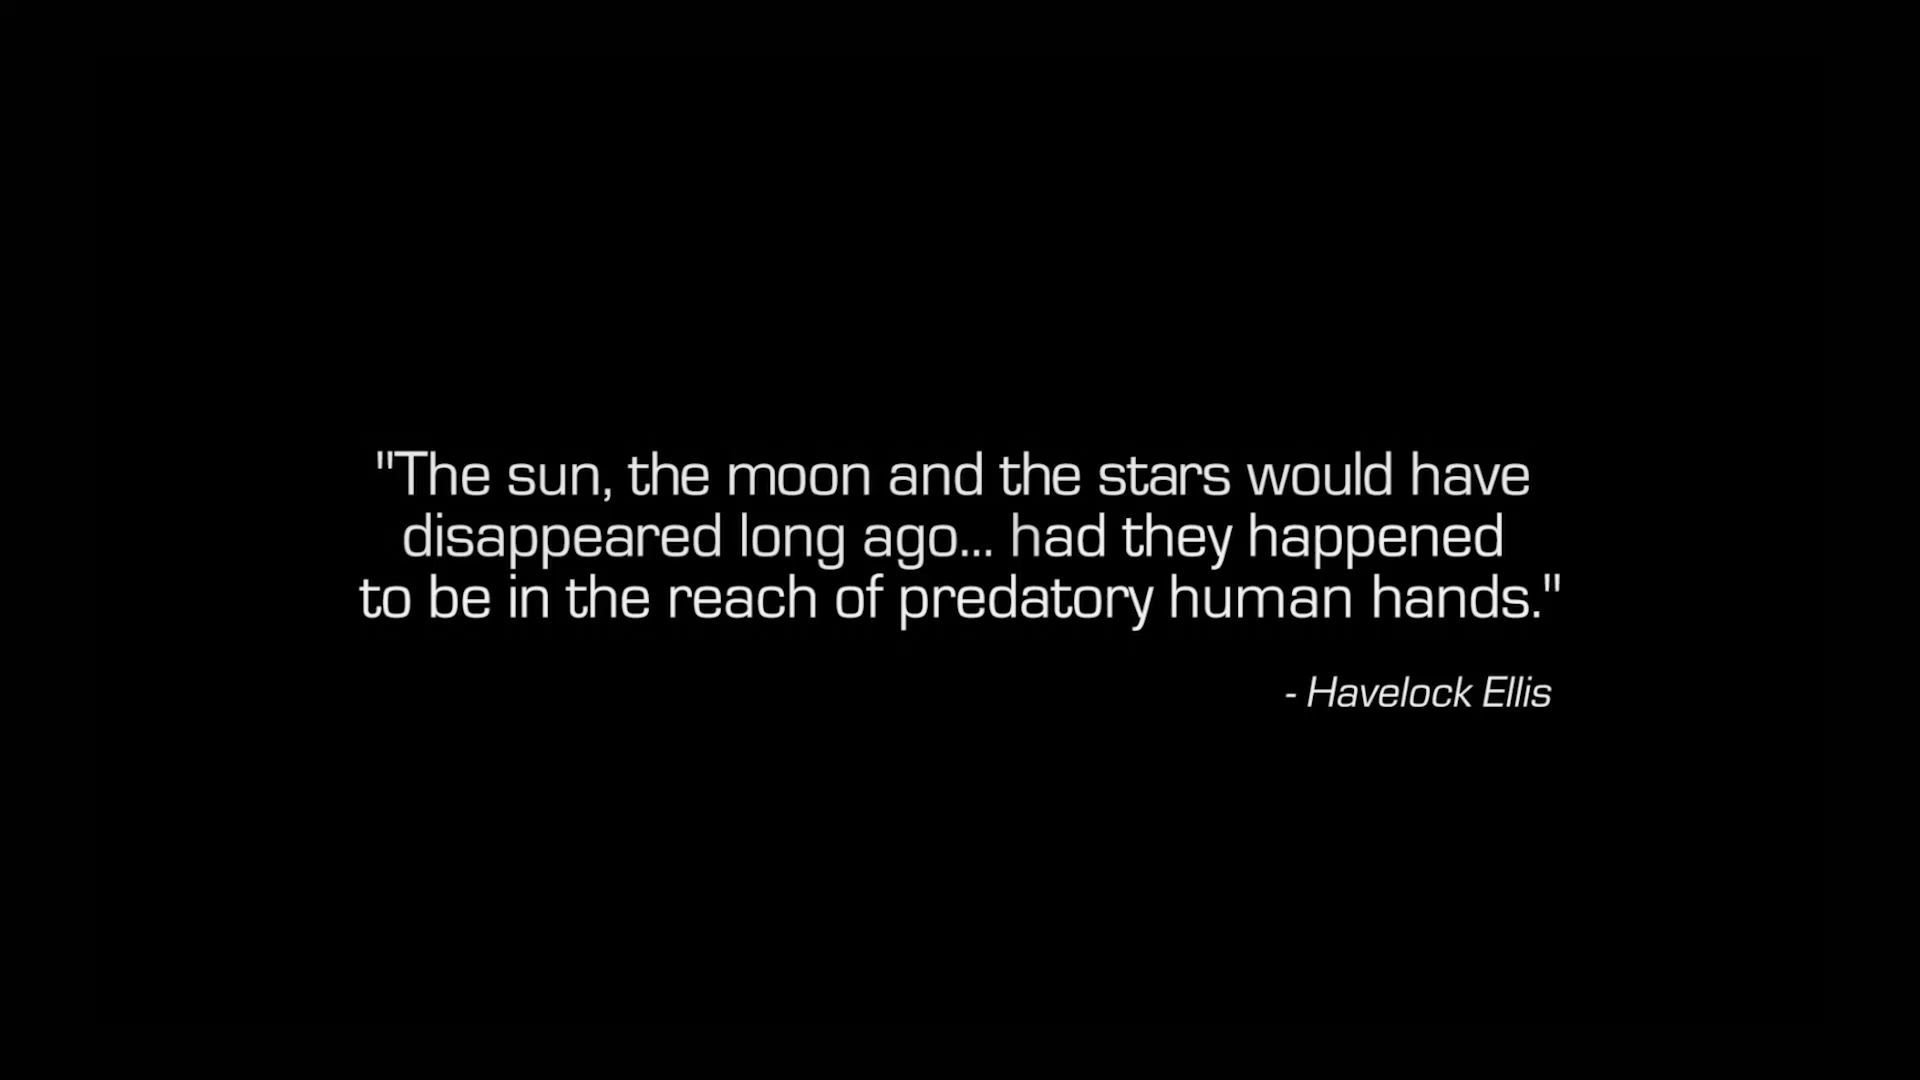 "The sun, the moon and the stars would have
disappeared long ago... had they happened
to be in the reach of predatory human hands."
- Havelock Ellis